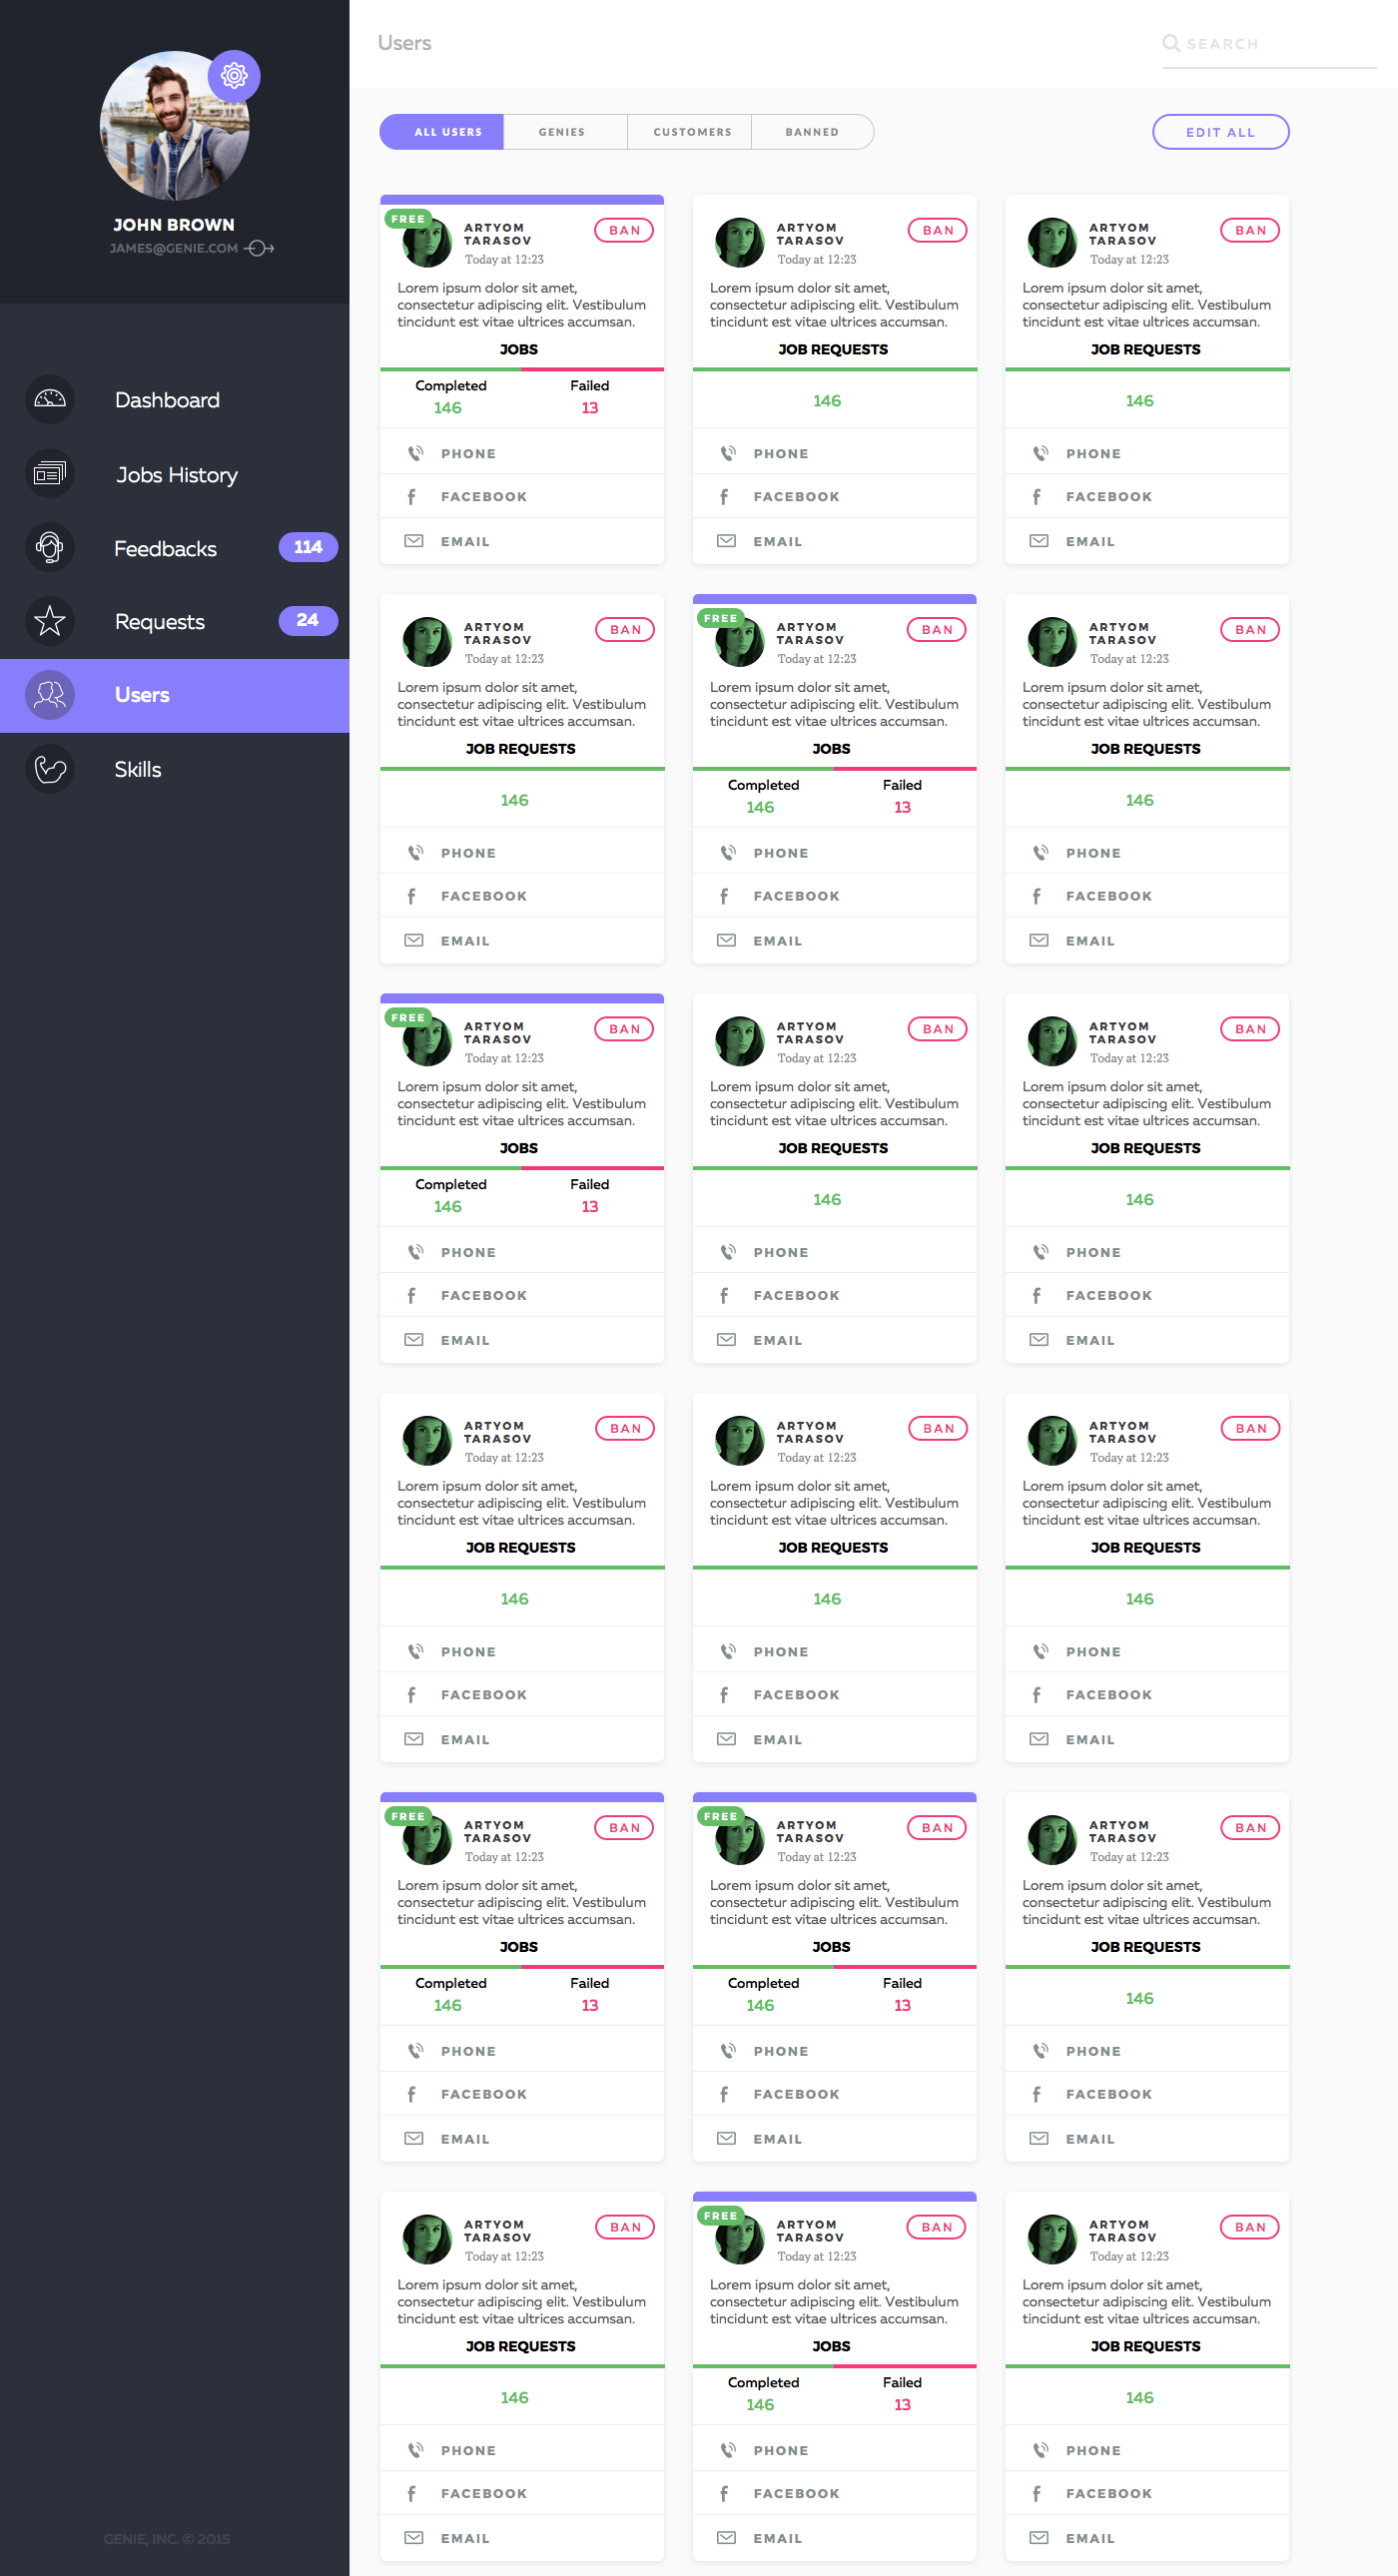 JOHN BROWN
JAMES@GENIE.COM
Dashboard
Jobs History
Feedbacks 114
Requests 24
Users
Skills
GENIE, INC. © 2015
Users
SEARCH
ALL USERS GENIES CUSTOMERS BANNED
EDIT ALL
FREE
ARTYOM
TARASOV
Today at 12:23
BAN
Lorem ipsum dolor sit amet,
consectetur adipiscing elit. Vestibulum
tincidunt est vitae ultrices accumsan.
JOBS
Completed Failed
146 13
PHONE
FACEBOOK
EMAIL
ARTYOM
TARASOV
Today at 12:23
BAN
Lorem ipsum dolor sit amet,
consectetur adipiscing elit. Vestibulum
tincidunt est vitae ultrices accumsan.
JOB REQUESTS
146
PHONE
FACEBOOK
EMAIL
ARTYOM
TARASOV
Today at 12:23
BAN
Lorem ipsum dolor sit amet,
consectetur adipiscing elit. Vestibulum
tincidunt est vitae ultrices accumsan.
JOB REQUESTS
146
PHONE
FACEBOOK
EMAIL
ARTYOM
TARASOV
Today at 12:23
BAN
Lorem ipsum dolor sit amet,
consectetur adipiscing elit. Vestibulum
tincidunt est vitae ultrices accumsan.
JOB REQUESTS
146
PHONE
FACEBOOK
EMAIL
FREE
ARTYOM
TARASOV
Today at 12:23
BAN
Lorem ipsum dolor sit amet,
consectetur adipiscing elit. Vestibulum
tincidunt est vitae ultrices accumsan.
JOBS
Completed Failed
146 13
PHONE
FACEBOOK
EMAIL
ARTYOM
TARASOV
Today at 12:23
BAN
Lorem ipsum dolor sit amet,
consectetur adipiscing elit. Vestibulum
tincidunt est vitae ultrices accumsan.
JOB REQUESTS
146
PHONE
FACEBOOK
EMAIL
FREE
ARTYOM
TARASOV
Today at 12:23
BAN
Lorem ipsum dolor sit amet,
consectetur adipiscing elit. Vestibulum
tincidunt est vitae ultrices accumsan.
JOBS
Completed Failed
146 13
PHONE
FACEBOOK
EMAIL
ARTYOM
TARASOV
Today at 12:23
BAN
Lorem ipsum dolor sit amet,
consectetur adipiscing elit. Vestibulum
tincidunt est vitae ultrices accumsan.
JOB REQUESTS
146
PHONE
FACEBOOK
EMAIL
ARTYOM
TARASOV
Today at 12:23
BAN
Lorem ipsum dolor sit amet,
consectetur adipiscing elit. Vestibulum
tincidunt est vitae ultrices accumsan.
JOB REQUESTS
146
PHONE
FACEBOOK
EMAIL
ARTYOM
TARASOV
Today at 12:23
BAN
Lorem ipsum dolor sit amet,
consectetur adipiscing elit. Vestibulum
tincidunt est vitae ultrices accumsan.
JOB REQUESTS
146
PHONE
FACEBOOK
EMAIL
ARTYOM
TARASOV
Today at 12:23
BAN
Lorem ipsum dolor sit amet,
consectetur adipiscing elit. Vestibulum
tincidunt est vitae ultrices accumsan.
JOB REQUESTS
146
PHONE
FACEBOOK
EMAIL
ARTYOM
TARASOV
Today at 12:23
BAN
Lorem ipsum dolor sit amet,
consectetur adipiscing elit. Vestibulum
tincidunt est vitae ultrices accumsan.
JOB REQUESTS
146
PHONE
FACEBOOK
EMAIL
FREE
ARTYOM
TARASOV
Today at 12:23
BAN
Lorem ipsum dolor sit amet,
consectetur adipiscing elit. Vestibulum
tincidunt est vitae ultrices accumsan.
JOBS
Completed Failed
146 13
PHONE
FACEBOOK
EMAIL
FREE
ARTYOM
TARASOV
Today at 12:23
BAN
Lorem ipsum dolor sit amet,
consectetur adipiscing elit. Vestibulum
tincidunt est vitae ultrices accumsan.
JOBS
Completed Failed
146 13
PHONE
FACEBOOK
EMAIL
ARTYOM
TARASOV
Today at 12:23
BAN
Lorem ipsum dolor sit amet,
consectetur adipiscing elit. Vestibulum
tincidunt est vitae ultrices accumsan.
JOB REQUESTS
146
PHONE
FACEBOOK
EMAIL
ARTYOM
TARASOV
Today at 12:23
BAN
Lorem ipsum dolor sit amet,
consectetur adipiscing elit. Vestibulum
tincidunt est vitae ultrices accumsan.
JOB REQUESTS
146
PHONE
FACEBOOK
EMAIL
FREE
ARTYOM
TARASOV
Today at 12:23
BAN
Lorem ipsum dolor sit amet,
consectetur adipiscing elit. Vestibulum
tincidunt est vitae ultrices accumsan.
JOBS
Completed Failed
146 13
PHONE
FACEBOOK
EMAIL
ARTYOM
TARASOV
Today at 12:23
BAN
Lorem ipsum dolor sit amet,
consectetur adipiscing elit. Vestibulum
tincidunt est vitae ultrices accumsan.
JOB REQUESTS
146
PHONE
FACEBOOK
EMAIL